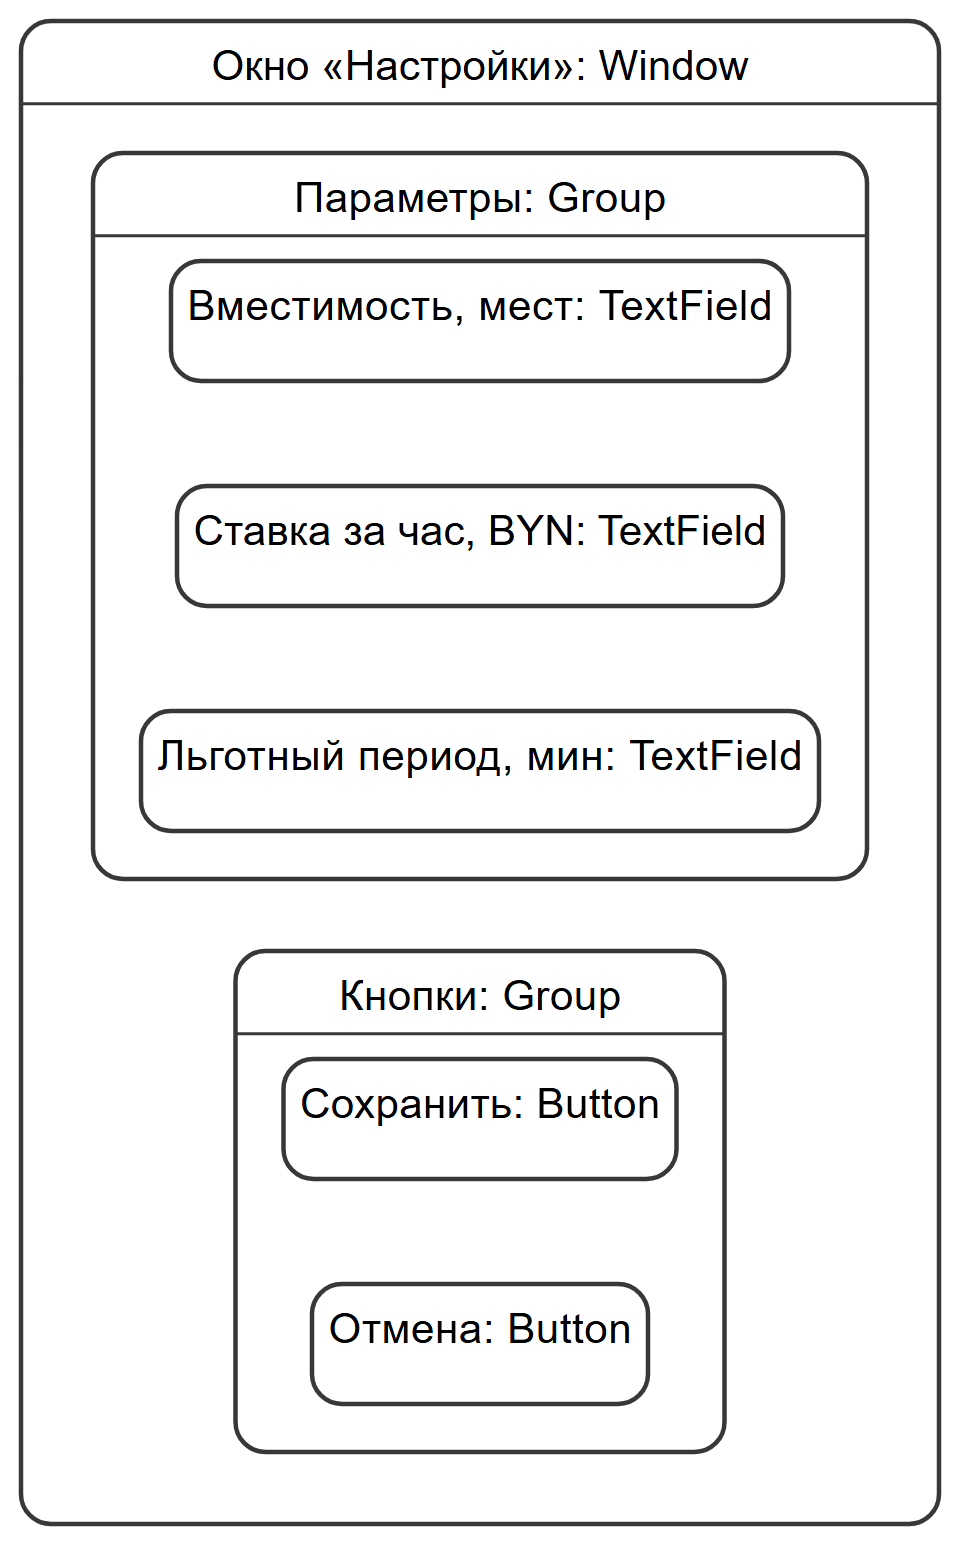 Окно «Настройки»: Window
Параметры: Group
Вместимость, мест: TextField
Ставка за час, BYN: TextField
Льготный период, мин: TextField
Кнопки: Group
Сохранить: Button
Отмена: Button